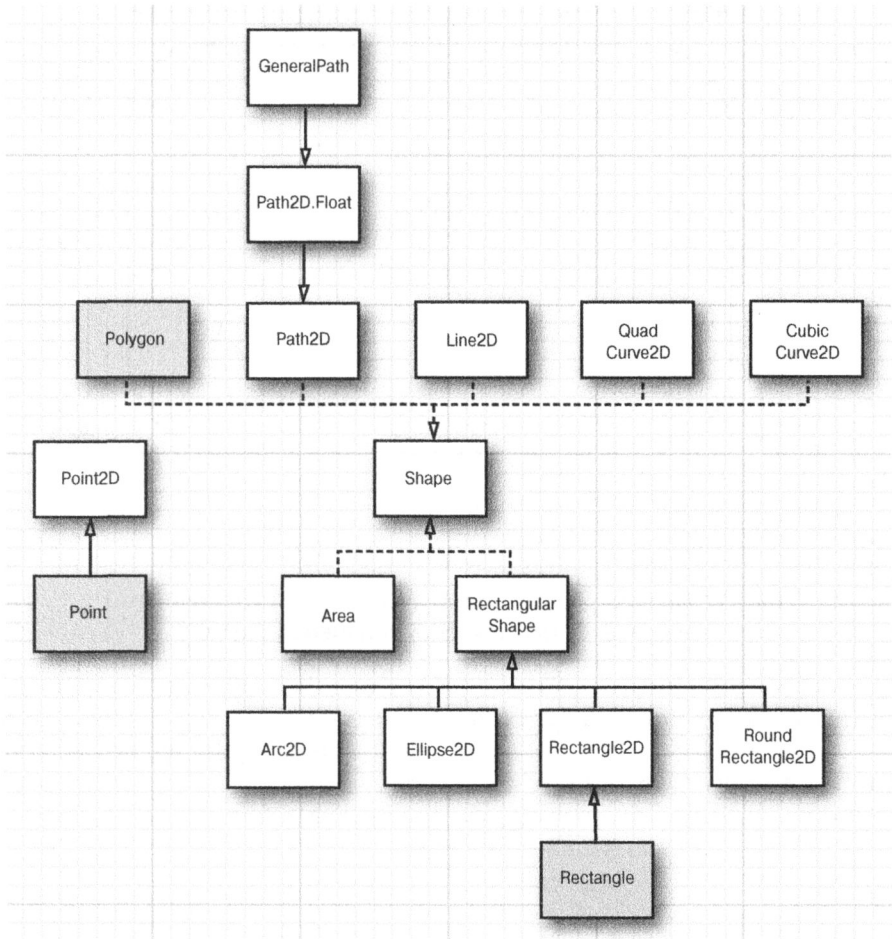 GeneralPath
Path2D.Float
Polygon
Path2D
Line2D
Quad
Curve2D
Cubic
Curve2D
Point2D
Shape
Point
Area
Rectangular
Shape
Arc2D
Ellipse2D
Rectangle2D
Round
Rectangle2D
Rectangle